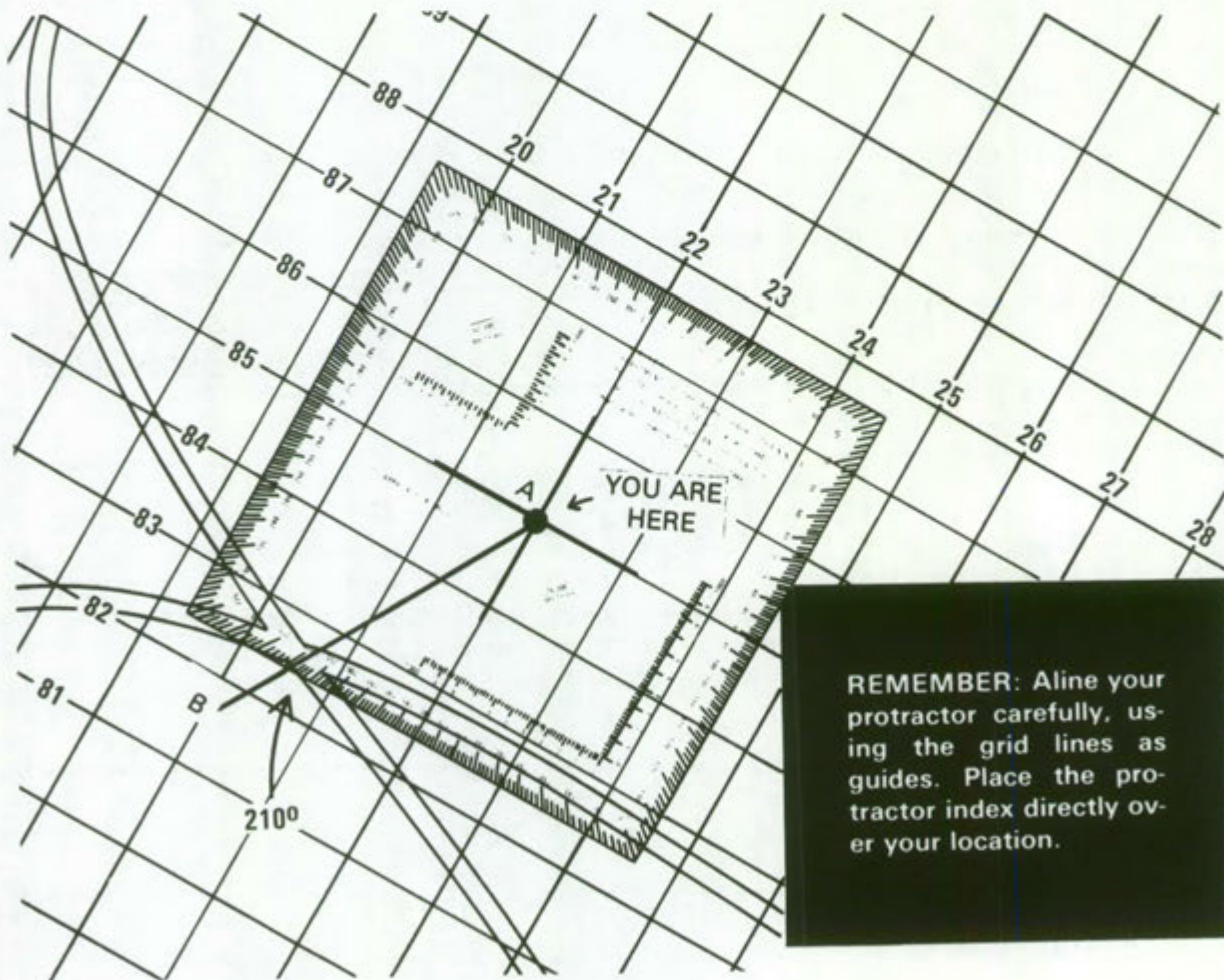 89
88
87
86
85
84
83
82
81
20
21
22
23
24
25
26
27
28
A
YOU ARE
HERE
B
210º
REMEMBER: Aline your
protractor carefully, us-
ing the grid lines as
guides. Place the pro-
tractor index directly ov-
er your location.